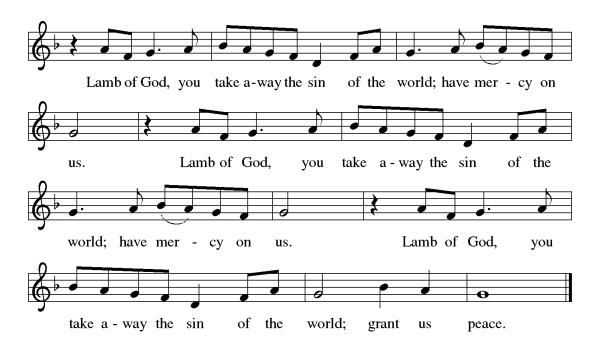 Lamb of God, you take a-way the sin of the world; have mer - cy on
us. Lamb of God, you take a - way the sin of the
world; have mer - cy on us. Lamb of God, you
take a - way the sin of the world; grant us peace.